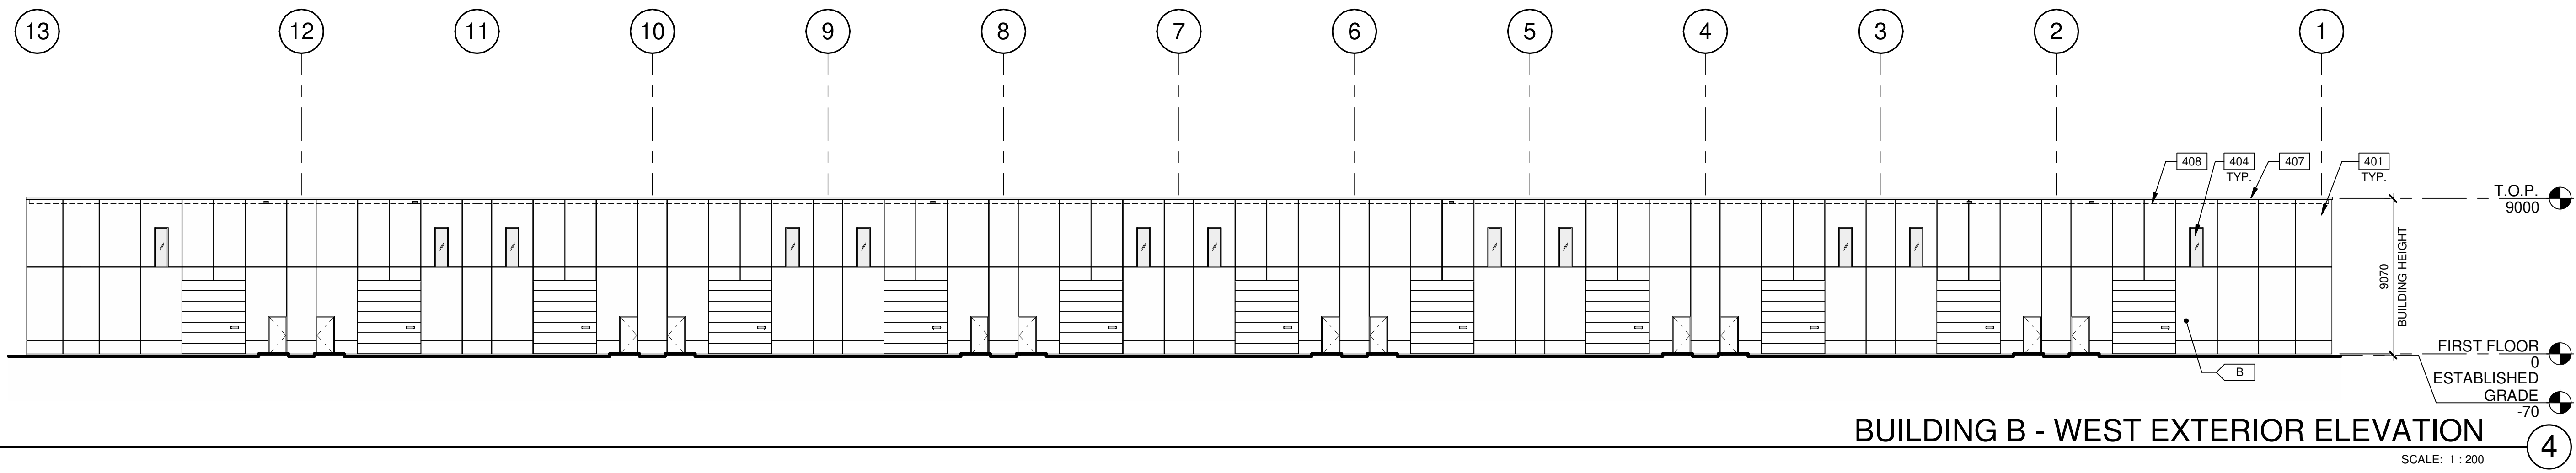 13
12
11
10
9
8
7
6
5
4
3
2
1
408
404
TYP.
407
401
TYP.
T.O.P.
9000
9070
BUILDING HEIGHT
FIRST FLOOR
0
B
ESTABLISHED
GRADE
-70
BUILDING B - WEST EXTERIOR ELEVATION
4
SCALE: 1 : 200